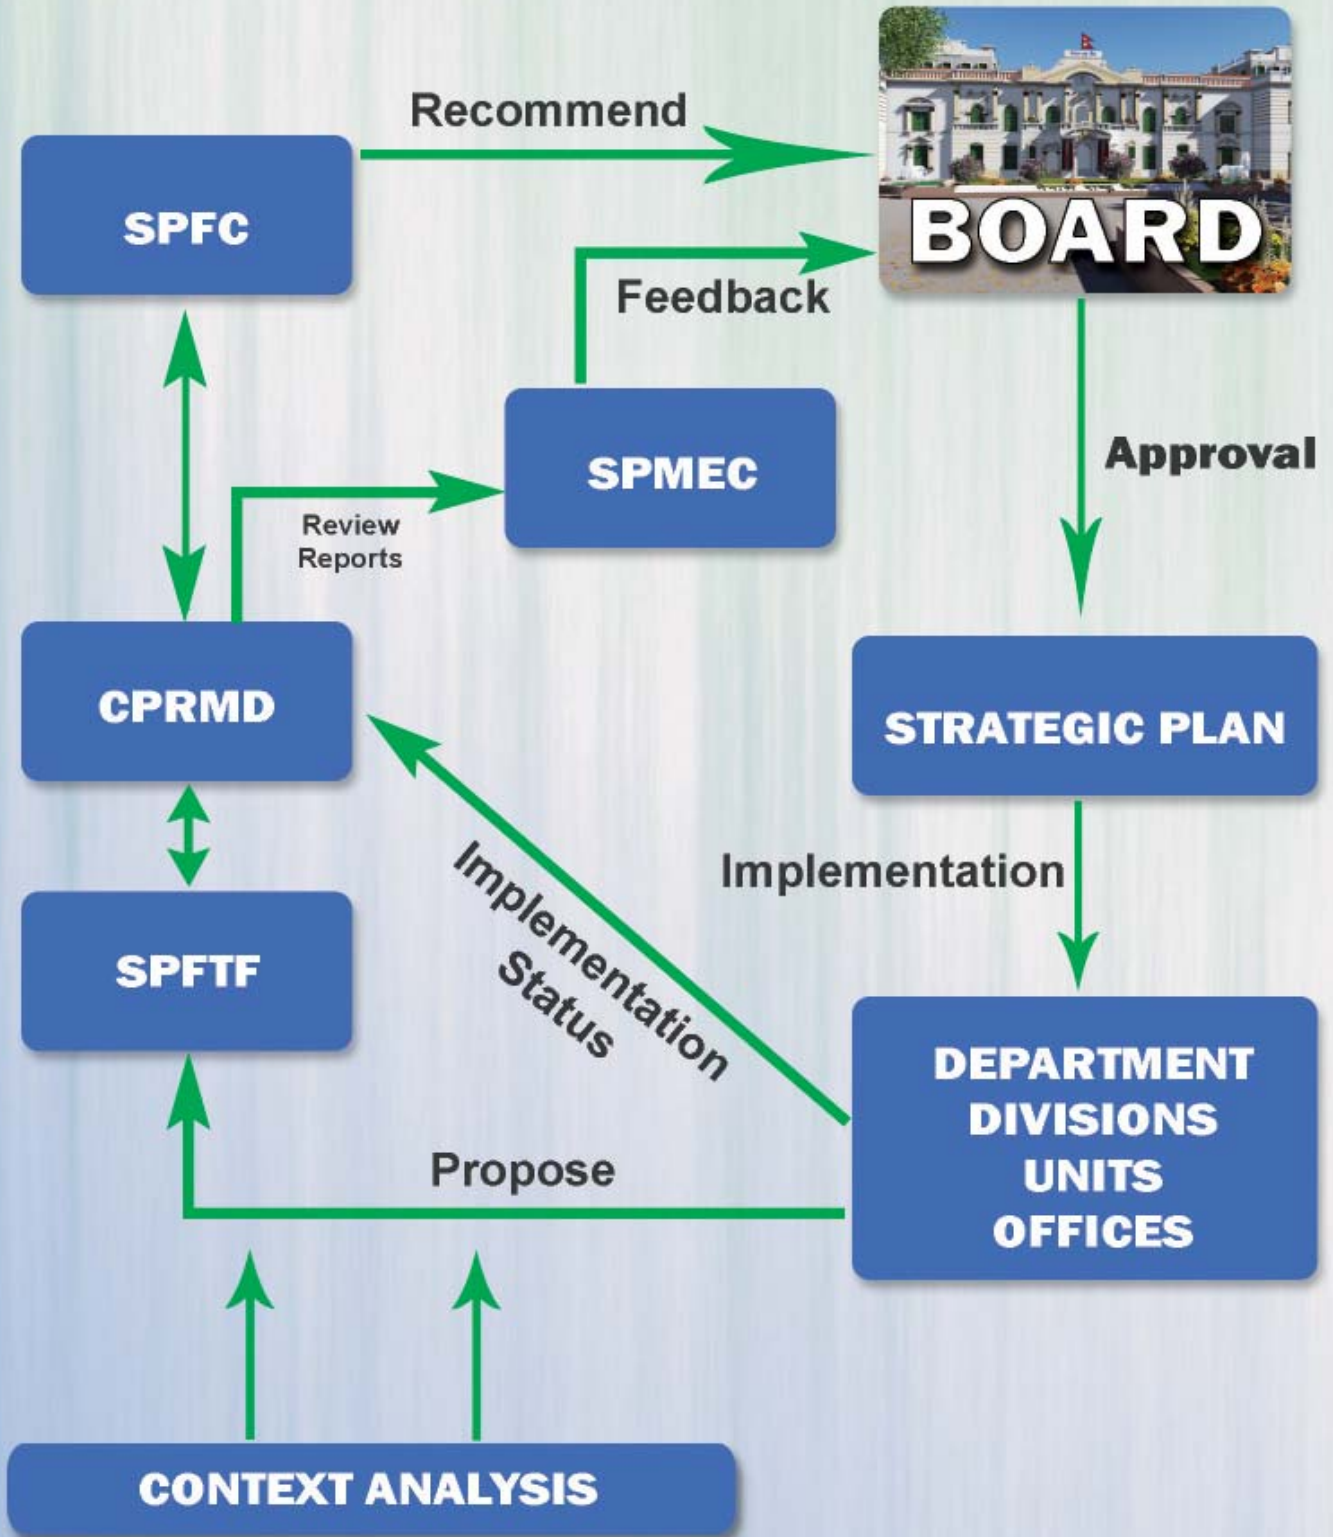 Recommend
SPFC
BOARD
Feedback
SPMEC
Approval
Review
Reports
CPRMD
STRATEGIC PLAN
Implementation
Implementation
Status
SPFTF
DEPARTMENT
DIVISIONS
UNITS
OFFICES
Propose
CONTEXT ANALYSIS